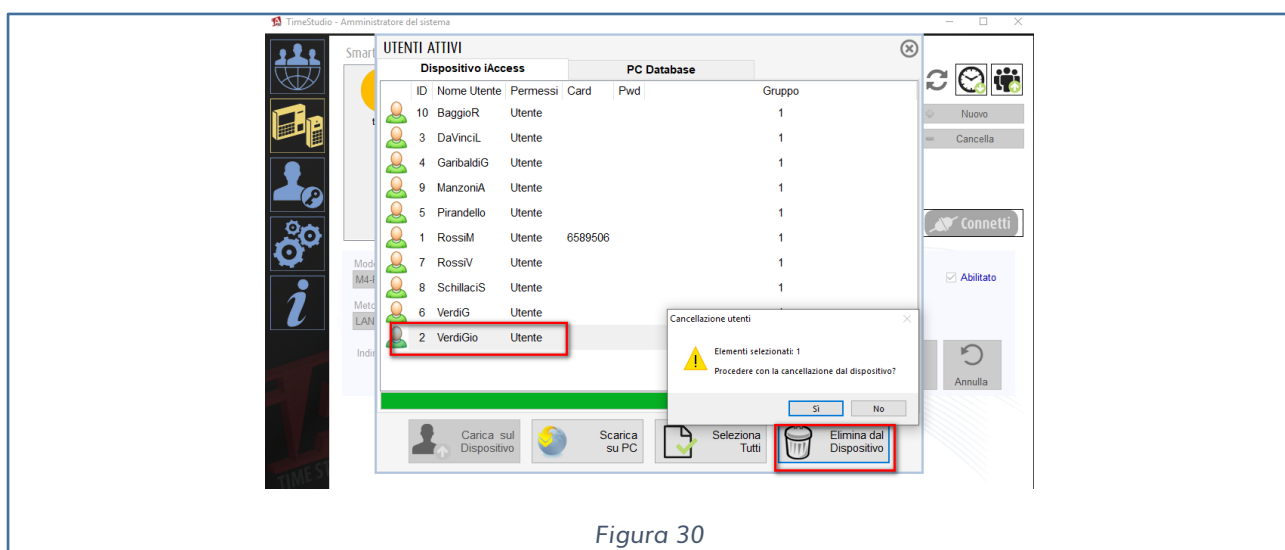 TimeStudio - Amministratore del sistema
Smart
UTENTI ATTIVI
Dispositivo iAccess PC Database
ID Nome Utente Permessi Card Pwd Gruppo
10 BaggioR Utente 1
3 DaVinciL Utente 1
4 GaribaldiG Utente 1
9 ManzoniA Utente 1
5 Pirandello Utente 1
1 RossiM Utente 6589506 1
7 RossiV Utente 1
8 SchillaciS Utente 1
6 VerdiG Utente
2 VerdiGio Utente
Nuovo
Cancella
Connetti
Abilitato
LAN
Cancellazione utenti
Elementi selezionati: 1
Procedere con la cancellazione dal dispositivo?
Sì No
Annulla
Carica sul
Dispositivo
Scarica
su PC
Seleziona
Tutti
Elimina dal
Dispositivo
TIME ST
Figura 30